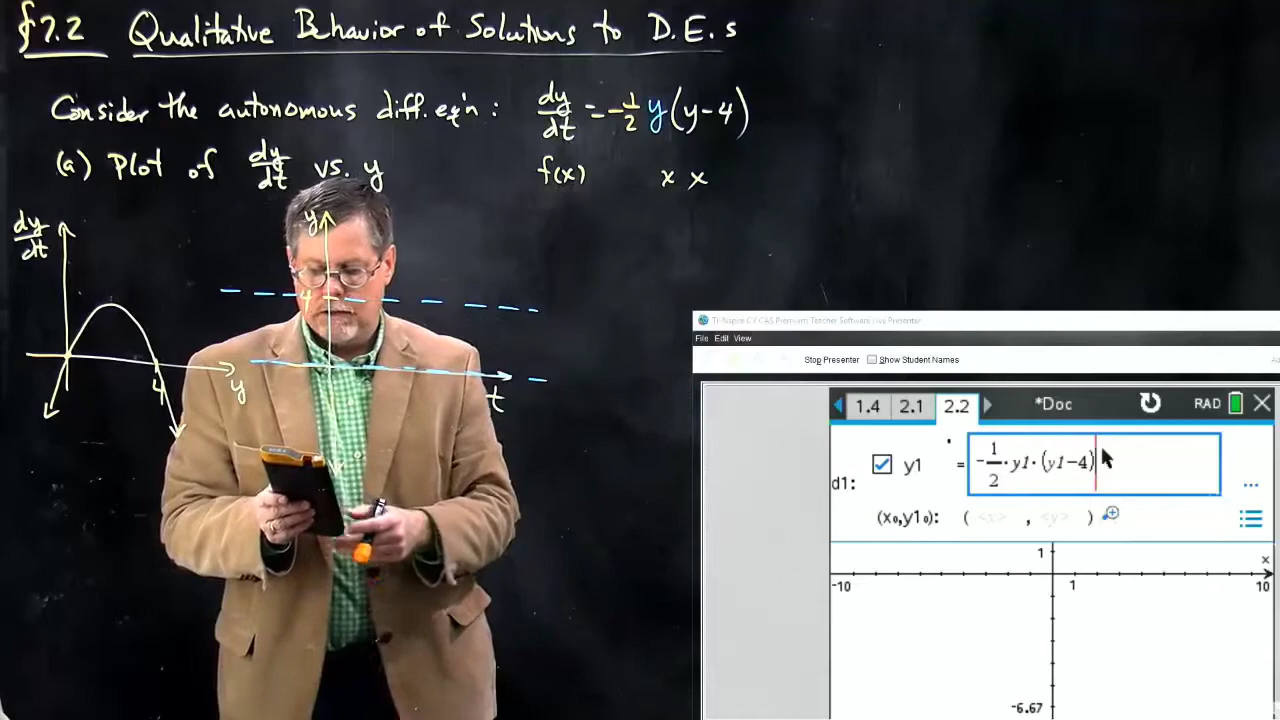 §7.2 Qualitative Behavior of Solutions to D.E.s
Consider the autonomous diff. eq'n: dy/dt = -1/2 y(y-4)
(a) Plot of dy/dt vs. y
f(x) x x
dy/dt
y
4
y
4
t
TI-Nspire CX CAS Premium Teacher Software Live Presenter
File Edit View
Stop Presenter Show Student Names
1.4 2.1 2.2 *Doc RAD
d1: y1' = -1/2·y1·(y1-4)
(x₀,y1₀): ( <x> , <y> )
1
x
-10 1 10
-6.67